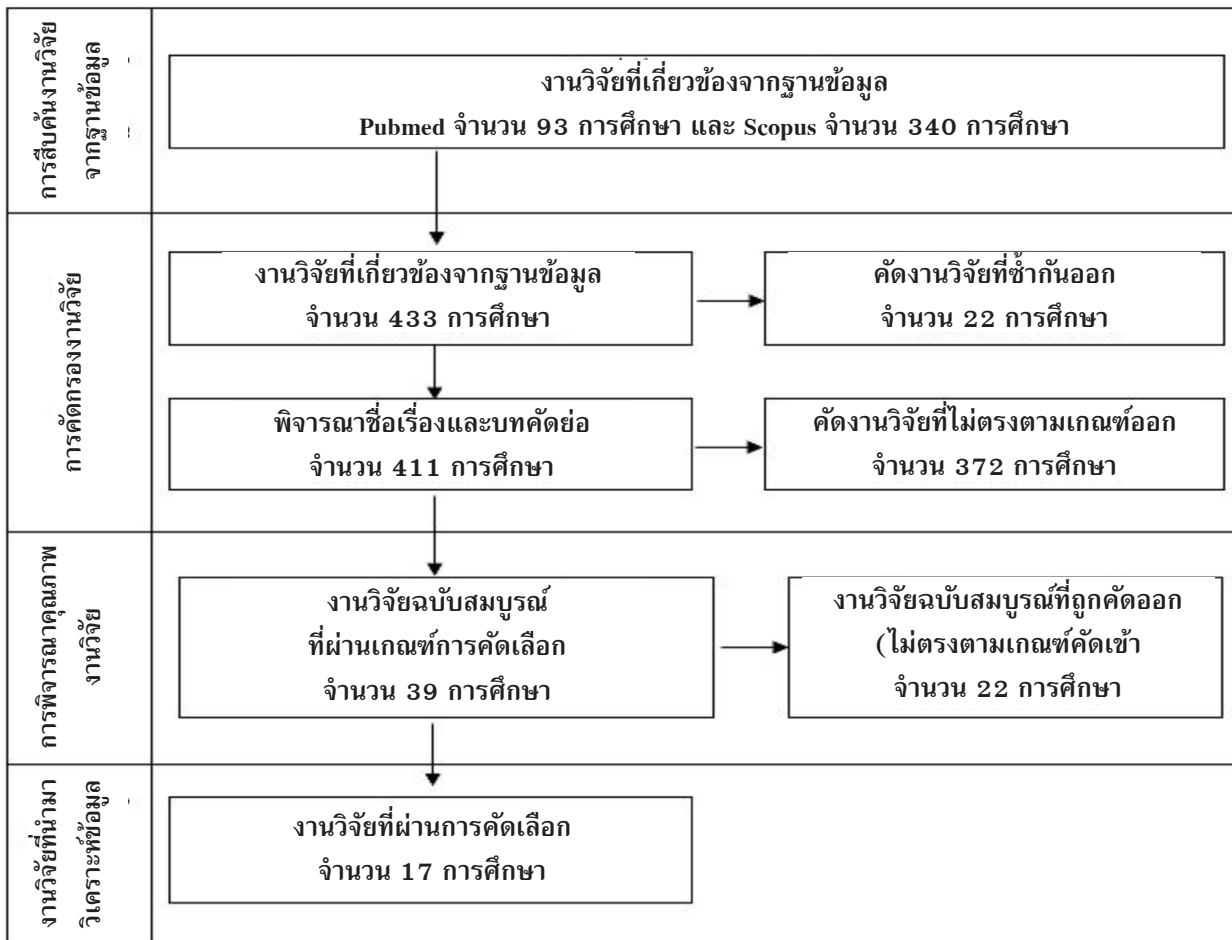 การสืบค้นงานวิจัย
จากฐานข้อมูล
งานวิจัยที่เกี่ยวข้องจากฐานข้อมูล
Pubmed จำนวน 93 การศึกษา และ Scopus จำนวน 340 การศึกษา
การคัดกรองงานวิจัย
งานวิจัยที่เกี่ยวข้องจากฐานข้อมูล
จำนวน 433 การศึกษา
คัดงานวิจัยที่ซ้ำกันออก
จำนวน 22 การศึกษา
พิจารณาชื่อเรื่องและบทคัดย่อ
จำนวน 411 การศึกษา
คัดงานวิจัยที่ไม่ตรงตามเกณฑ์ออก
จำนวน 372 การศึกษา
การพิจารณาคุณภาพ
งานวิจัย
งานวิจัยฉบับสมบูรณ์
ที่ผ่านเกณฑ์การคัดเลือก
จำนวน 39 การศึกษา
งานวิจัยฉบับสมบูรณ์ที่ถูกคัดออก
(ไม่ตรงตามเกณฑ์คัดเข้า
จำนวน 22 การศึกษา
งานวิจัยที่นำมา
วิเคราะห์ข้อมูล
งานวิจัยที่ผ่านการคัดเลือก
จำนวน 17 การศึกษา